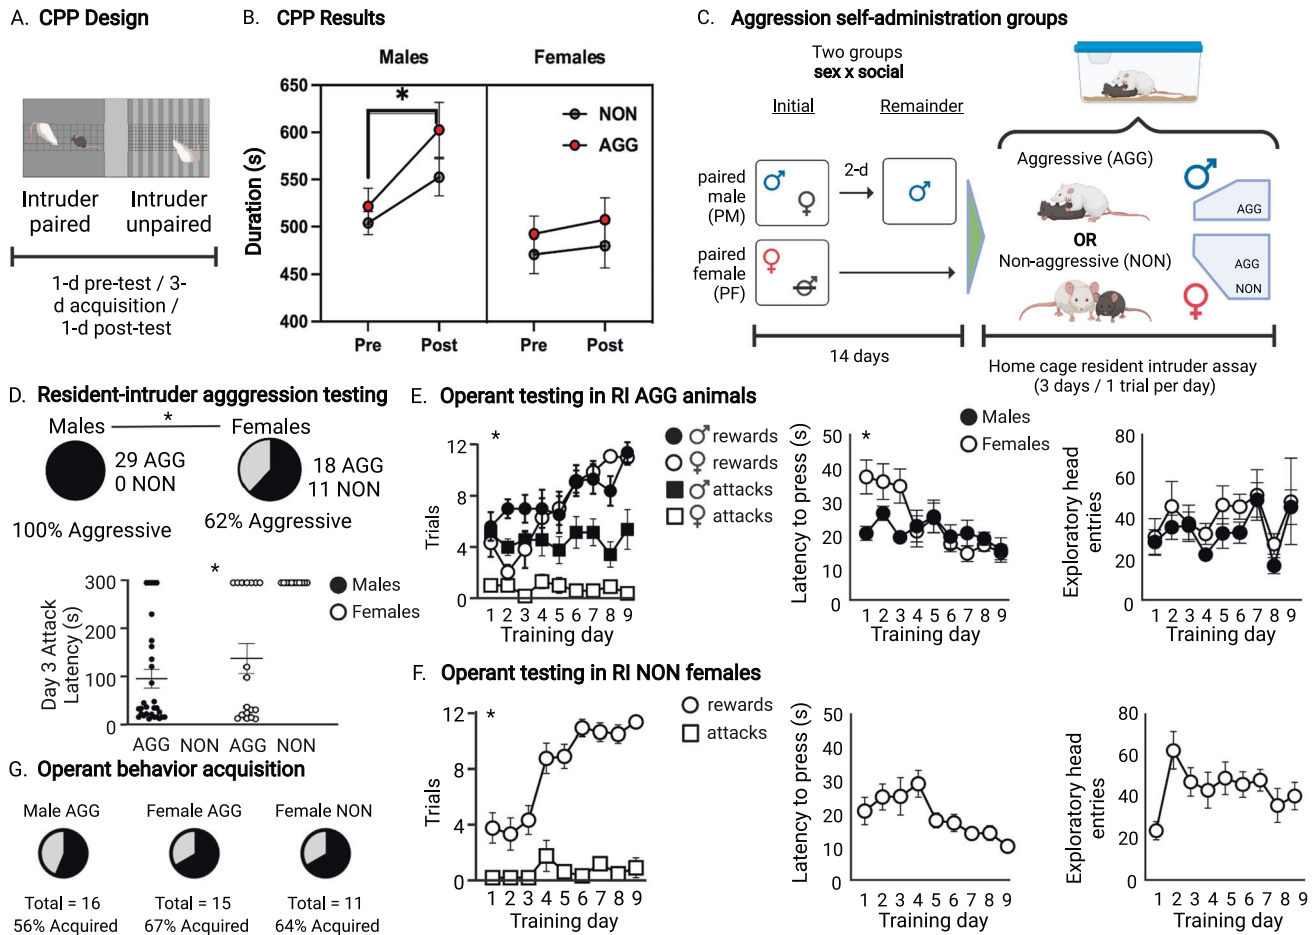 A. CPP Design
Intruder
paired
Intruder
unpaired
1-d pre-test / 3-
d acquisition /
1-d post-test
B. CPP Results
Males
Females
Duration (s)
650
600
550
500
450
400
*
NON
AGG
Pre
Post
Pre
Post
C. Aggression self-administration groups
Two groups
sex x social
Initial
Remainder
paired
male
(PM)
2-d
paired
female
(PF)
14 days
Aggressive (AGG)
OR
Non-aggressive (NON)
♂
AGG
AGG
NON
♀
Home cage resident intruder assay
(3 days / 1 trial per day)
D. Resident-intruder agggression testing
Males
*
Females
29 AGG
0 NON
18 AGG
11 NON
100% Aggressive
62% Aggressive
Day 3 Attack
Latency (s)
300
200
100
0
*
Males
Females
AGG NON AGG NON
E. Operant testing in RI AGG animals
Trials
12
8
4
0
*
1 2 3 4 5 6 7 8 9
Training day
♂ rewards
♀ rewards
♂ attacks
♀ attacks
Latency to press (s)
50
40
30
20
10
0
*
1 2 3 4 5 6 7 8 9
Training day
Males
Females
Exploratory head
entries
80
60
40
20
0
1 2 3 4 5 6 7 8 9
Training day
F. Operant testing in RI NON females
Trials
12
8
4
0
*
1 2 3 4 5 6 7 8 9
Training day
rewards
attacks
Latency to press (s)
50
40
30
20
10
0
1 2 3 4 5 6 7 8 9
Training day
Exploratory head
entries
80
60
40
20
0
1 2 3 4 5 6 7 8 9
Training day
G. Operant behavior acquisition
Male AGG
Female AGG
Female NON
Total = 16
56% Acquired
Total = 15
67% Acquired
Total = 11
64% Acquired